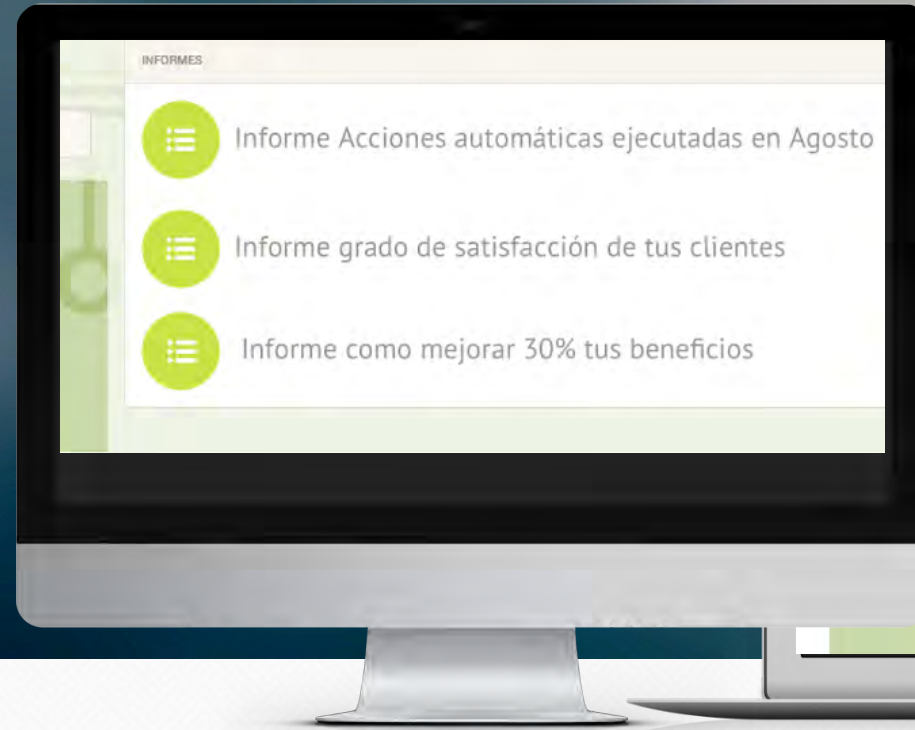 INFORMES
Informe Acciones automáticas ejecutadas en Agosto
Informe grado de satisfacción de tus clientes
Informe como mejorar 30% tus beneficios